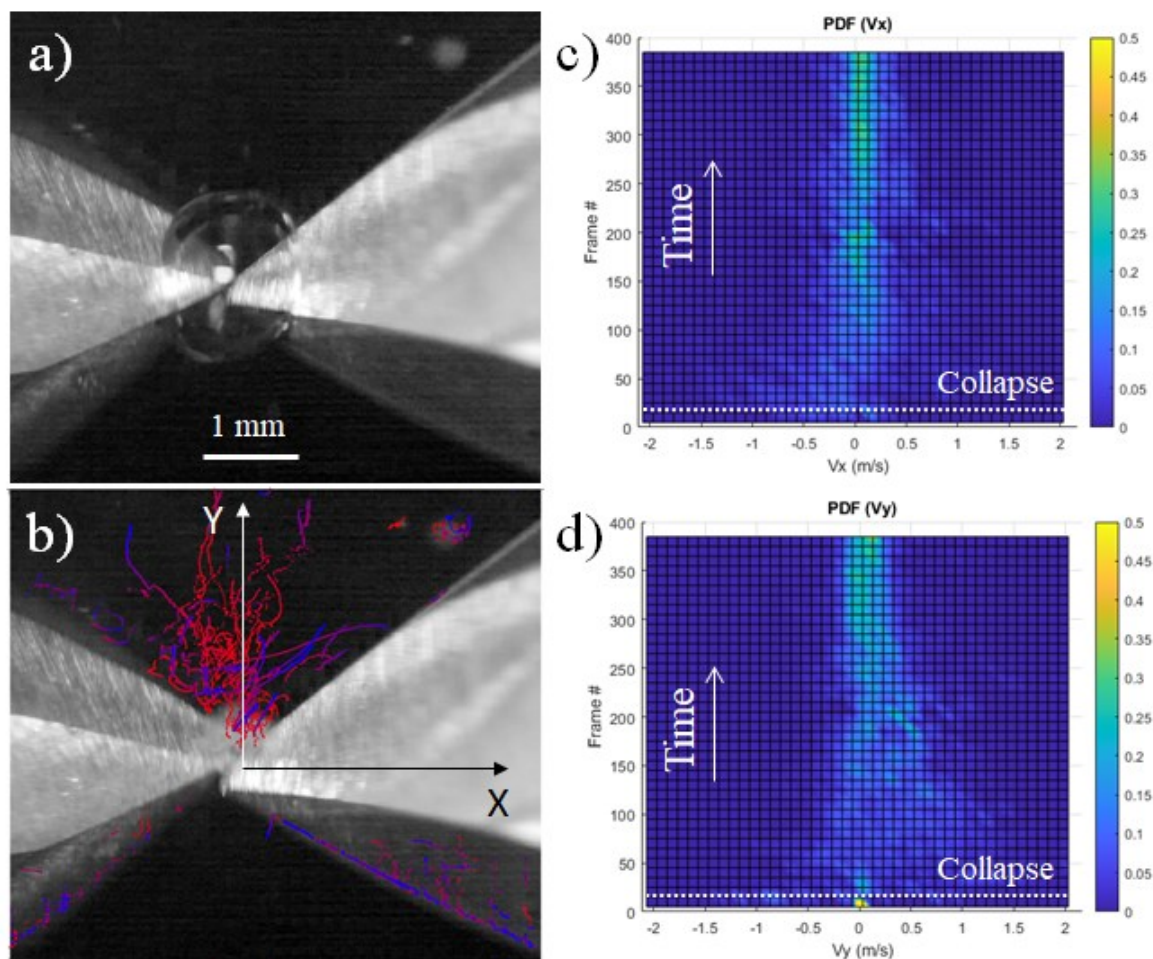 a)
1 mm
b)
Y
X
c)
PDF (Vx)
400
350
300
250
200
150
100
50
0
Frame #
Time
Collapse
-2 -1.5 -1 -0.5 0 0.5 1 1.5 2
Vx (m/s)
0.5
0.45
0.4
0.35
0.3
0.25
0.2
0.15
0.1
0.05
0
d)
PDF (Vy)
400
350
300
250
200
150
100
50
0
Frame #
Time
Collapse
-2 -1.5 -1 -0.5 0 0.5 1 1.5 2
Vy (m/s)
0.5
0.45
0.4
0.35
0.3
0.25
0.2
0.15
0.1
0.05
0